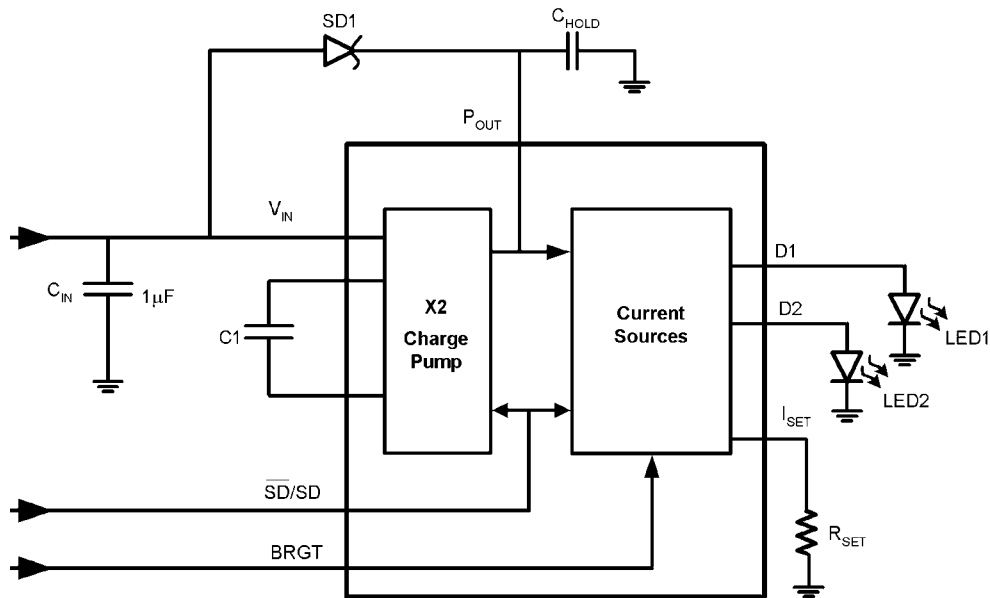 SD1
C_HOLD
P_OUT
V_IN
C_IN
1µF
C1
X2
Charge
Pump
Current
Sources
D1
D2
LED1
LED2
I_SET
S̅D̅/SD
R_SET
BRGT